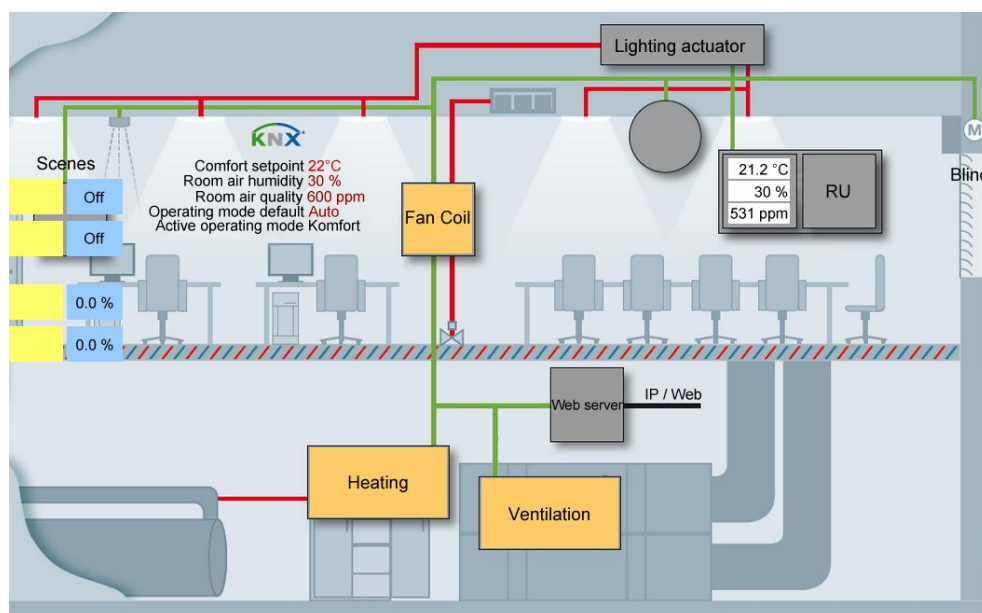 Lighting actuator
KNX
Scenes
Comfort setpoint 22°C
Room air humidity 30 %
Room air quality 600 ppm
Operating mode default Auto
Active operating mode Komfort
Off
Off
0.0 %
0.0 %
Fan Coil
21.2 °C
30 %
531 ppm
RU
M
Blind
Web server
IP / Web
Heating
Ventilation